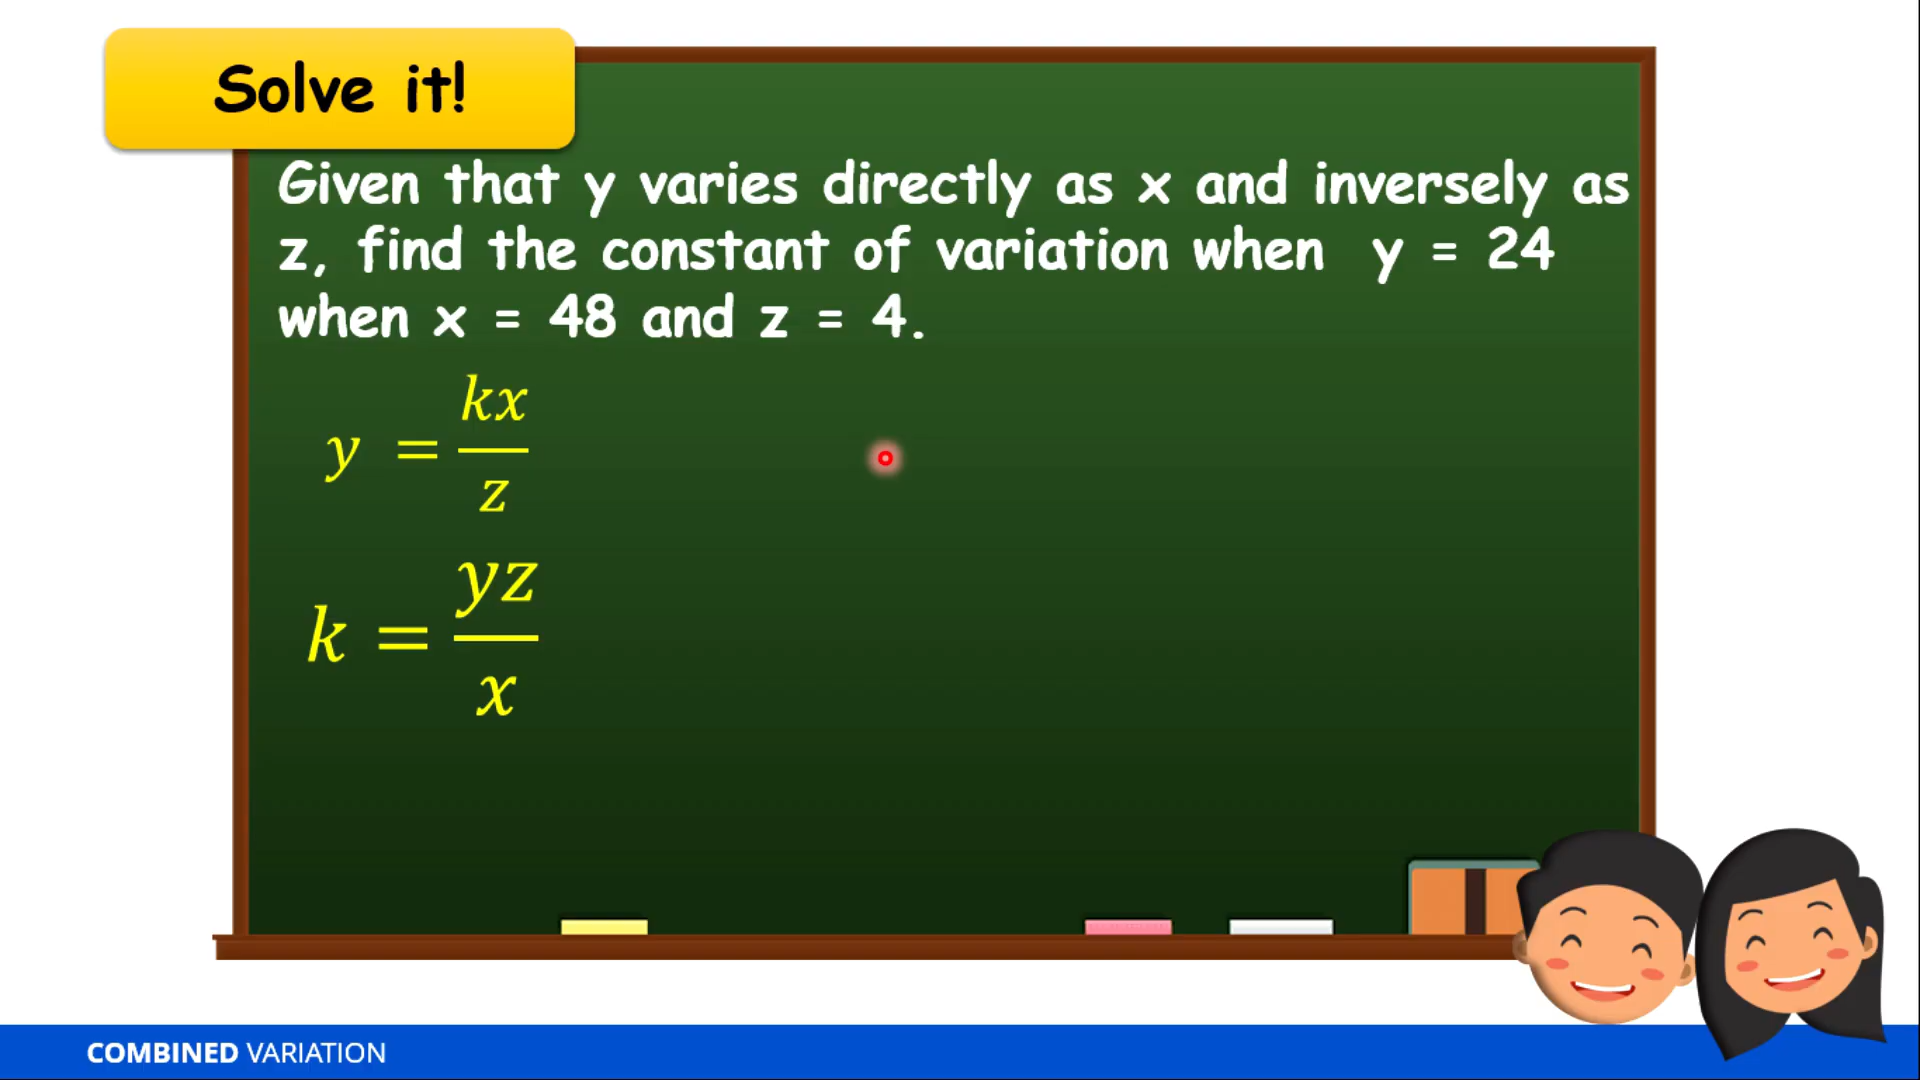 Solve it!
Given that y varies directly as x and inversely as
z, find the constant of variation when y = 24
when x = 48 and z = 4.
y = kx/z
k = yz/x
COMBINED VARIATION